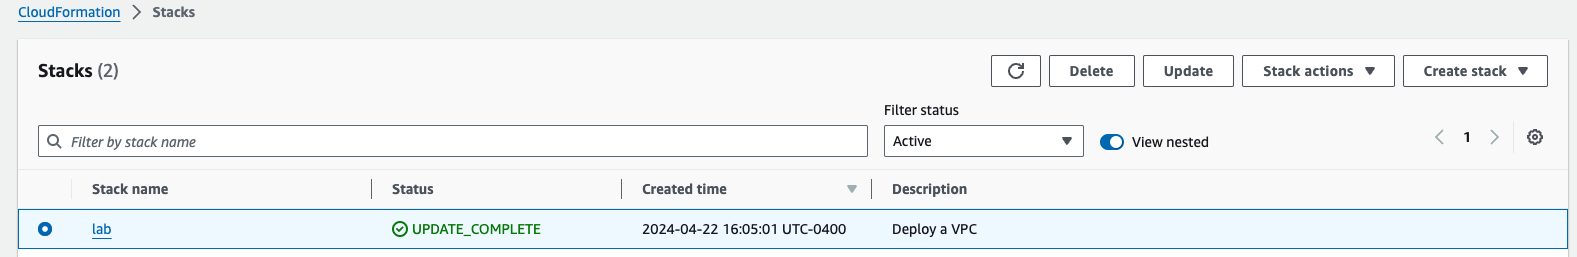 CloudFormation > Stacks
Stacks (2)
Delete
Update
Stack actions
Create stack
Filter status
Filter by stack name
Active
View nested
1
Stack name Status Created time Description
lab UPDATE_COMPLETE 2024-04-22 16:05:01 UTC-0400 Deploy a VPC